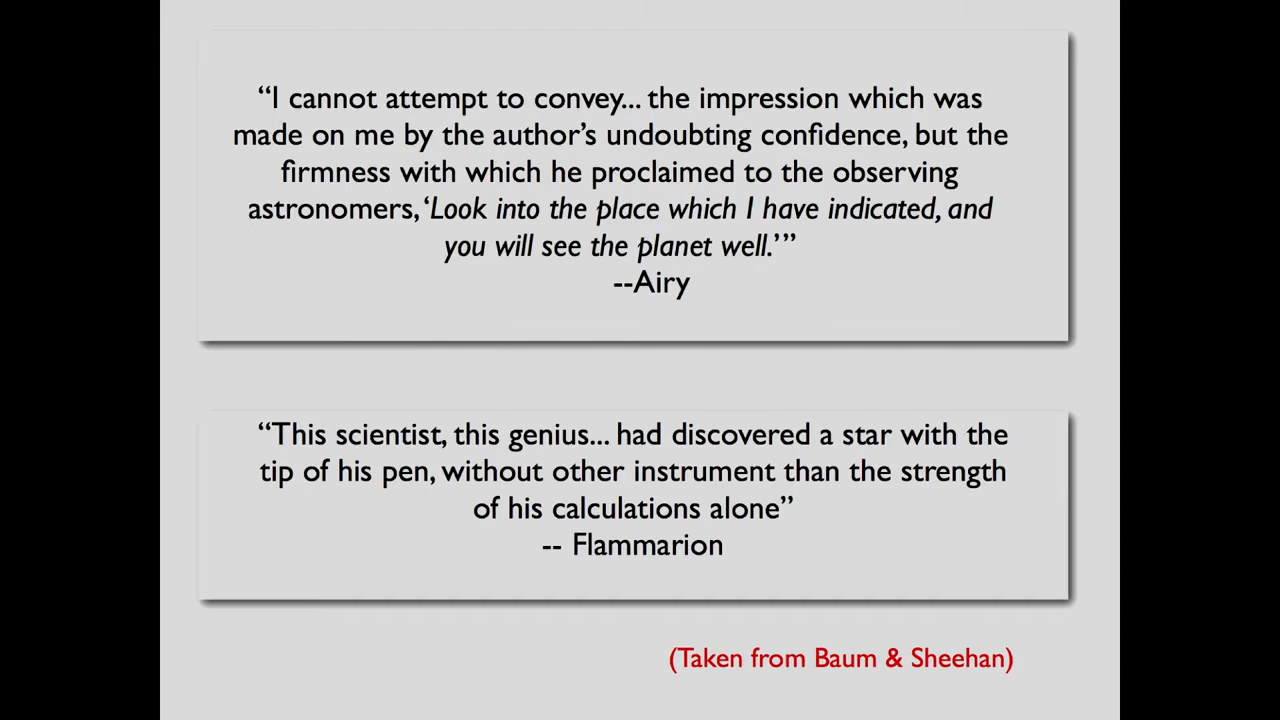 “I cannot attempt to convey... the impression which was
made on me by the author’s undoubting confidence, but the
firmness with which he proclaimed to the observing
astronomers, ‘Look into the place which I have indicated, and
you will see the planet well.’”
--Airy
“This scientist, this genius... had discovered a star with the
tip of his pen, without other instrument than the strength
of his calculations alone”
-- Flammarion
(Taken from Baum & Sheehan)